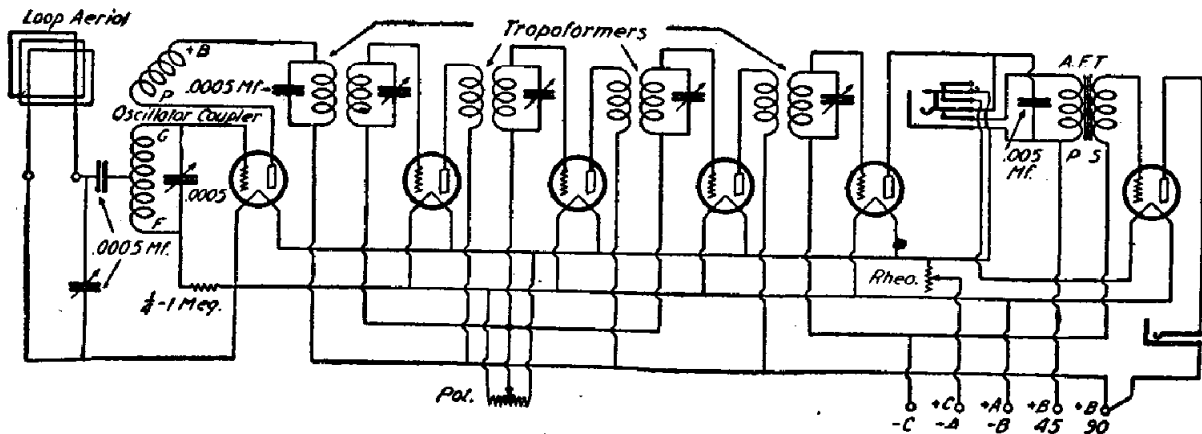 Loop Aerial
+B
P
.0005 Mf.
Oscillator Coupler
G
F
.0005
.0005 Mf.
¼-1 Meg.
Tropaformers
Pot.
Rheo.
A.F.T
P S
.005
Mf.
-C
+C
-A
+A
-B
+B
45
+B
90